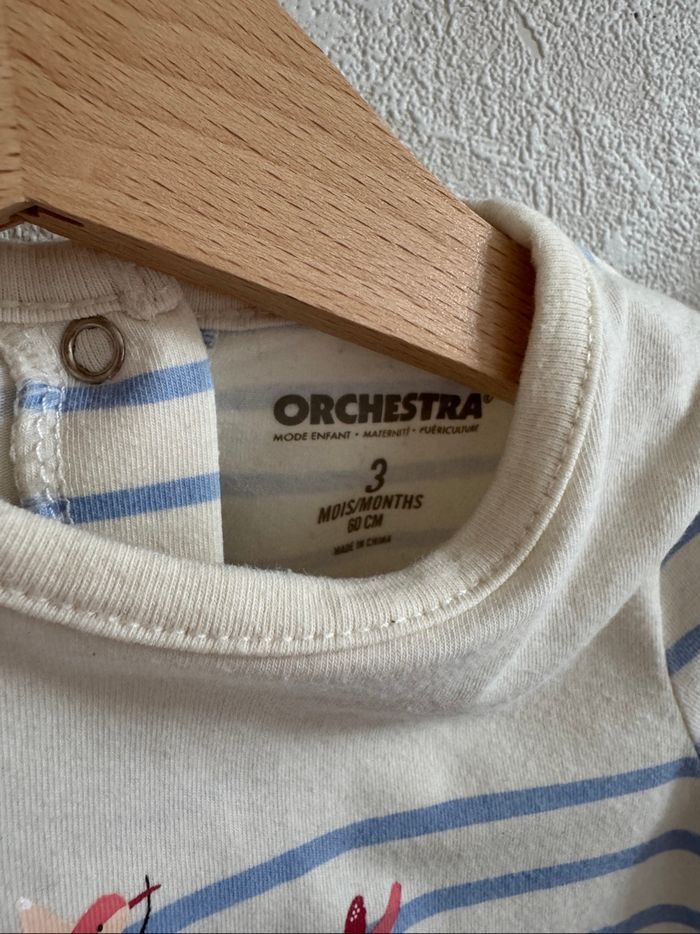 ORCHESTRA®
MODE ENFANT • MATERNITÉ • PUÉRICULTURE
3
MOIS/MONTHS
60 CM
MADE IN CHINA